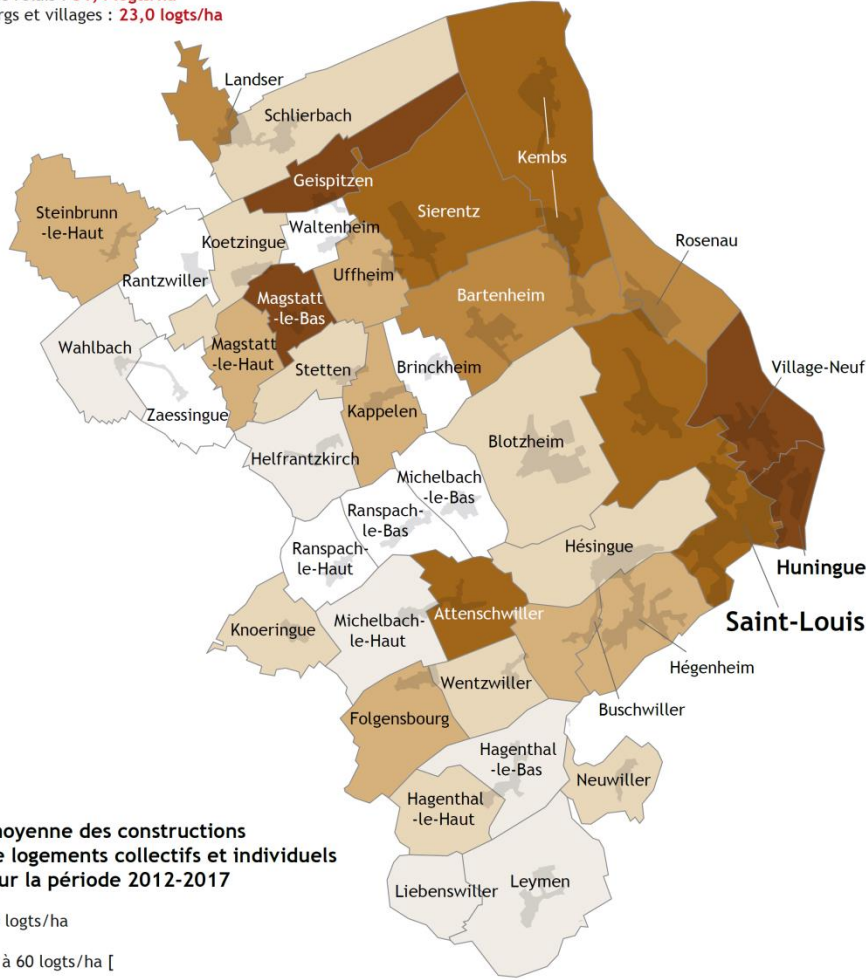 rgs et villages : 23,0 logts/ha
Landser
Schlierbach
Kembs
Geispitzen
Steinbrunn
-le-Haut
Sierentz
Waltenheim
Koetzingue
Rosenau
Rantzwiller
Uffheim
Bartenheim
Magstatt
-le-Bas
Wahlbach
Magstatt
-le-Haut
Stetten
Brinckheim
Village-Neuf
Zaessingue
Kappelen
Blotzheim
Helfrantzkirch
Michelbach
-le-Bas
Ranspach-
le-Bas
Ranspach-
le-Haut
Hésingue
Huningue
Michelbach-
le-Haut
Attenschwiller
Saint-Louis
Knoeringue
Hégenheim
Wentzwiller
Buschwiller
Folgensbourg
Hagenthal
-le-Bas
Neuwiller
Hagenthal
-le-Haut
oyenne des constructions
e logements collectifs et individuels
ur la période 2012-2017
Liebenswiller
Leymen
logts/ha
à 60 logts/ha [